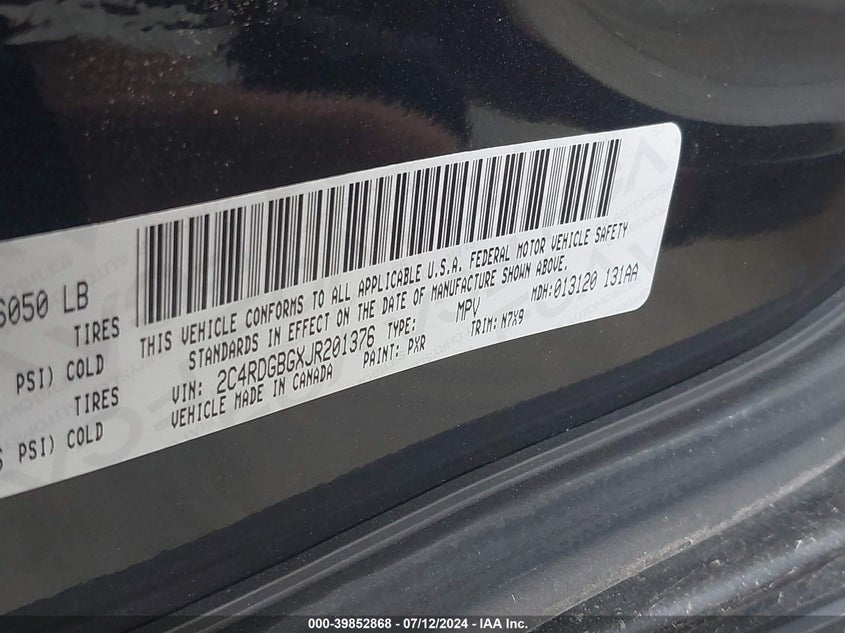 6050 LB
TIRES
PSI) COLD
TIRES
PSI) COLD
THIS VEHICLE CONFORMS TO ALL APPLICABLE U.S.A. FEDERAL MOTOR VEHICLE SAFETY
STANDARDS IN EFFECT ON THE DATE OF MANUFACTURE SHOWN ABOVE.
VIN: 2C4RDGBGXJR201376 TYPE: MPV MDH: 013120 131AA
VEHICLE MADE IN CANADA PAINT: PXR TRIM: N7X9
000-39852868 - 07/12/2024 - IAA Inc.